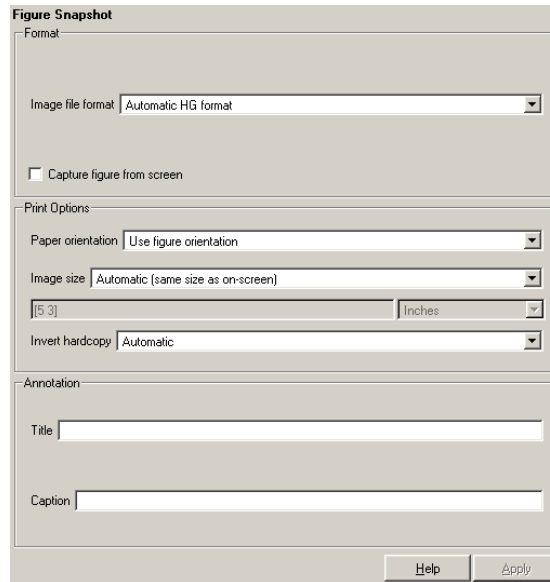 Figure Snapshot
Format
Image file format Automatic HG format
Capture figure from screen
Print Options
Paper orientation Use figure orientation
Image size Automatic (same size as on-screen)
[5 3] Inches
Invert hardcopy Automatic
Annotation
Title
Caption
Help Apply